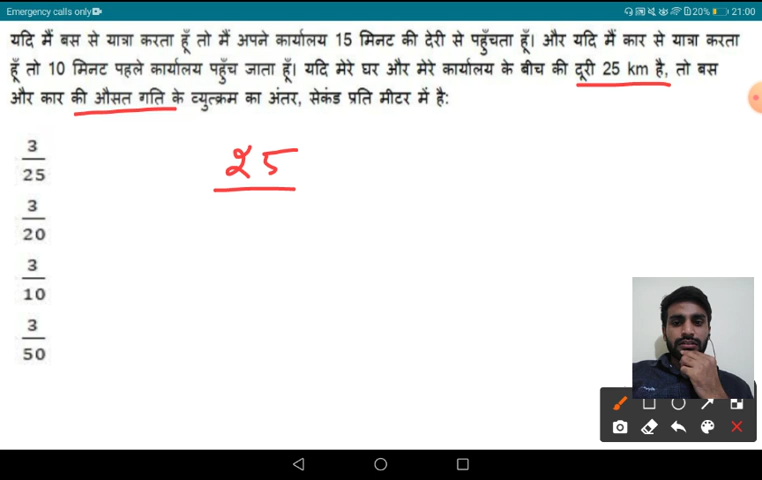 Emergency calls only 20% 21:00
यदि मैं बस से यात्रा करता हूँ तो मैं अपने कार्यालय 15 मिनट की देरी से पहुँचता हूँ। और यदि मैं कार से यात्रा करता
हूँ तो 10 मिनट पहले कार्यालय पहुँच जाता हूँ। यदि मेरे घर और मेरे कार्यालय के बीच की दूरी 25 km है, तो बस
और कार की औसत गति के व्युत्क्रम का अंतर, सेकंड प्रति मीटर में है:
3
25
२5
3
20
3
10
3
50